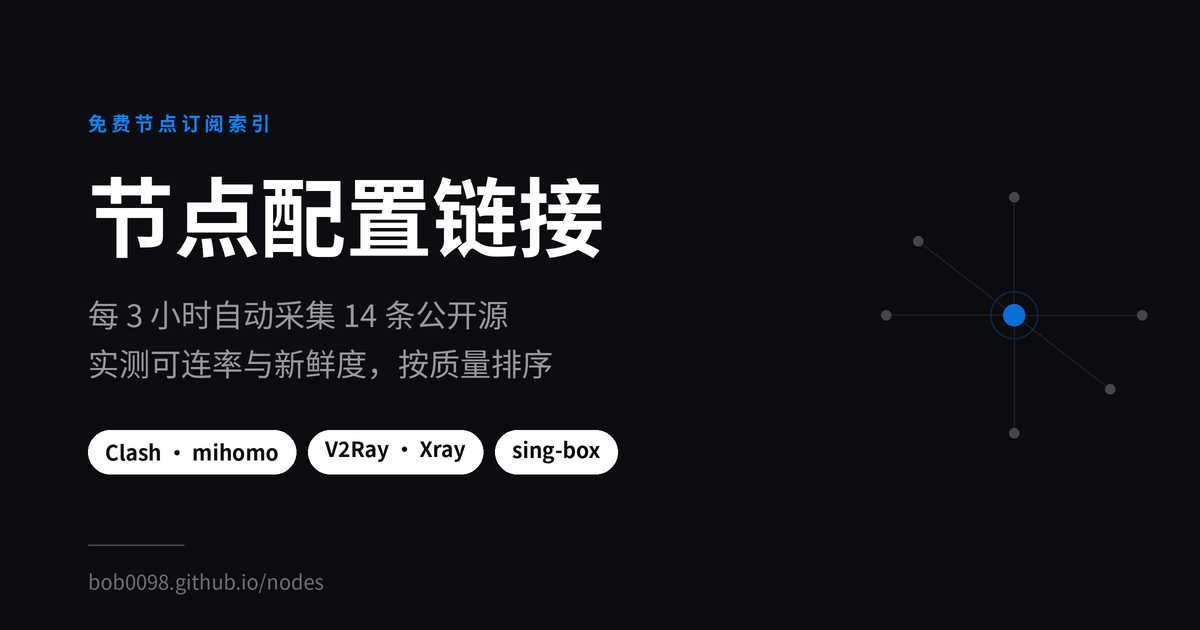 免费节点订阅索引
节点配置链接
每 3 小时自动采集 14 条公开源
实测可连率与新鲜度，按质量排序
Clash · mihomo
V2Ray · Xray
sing-box
bob0098.github.io/nodes